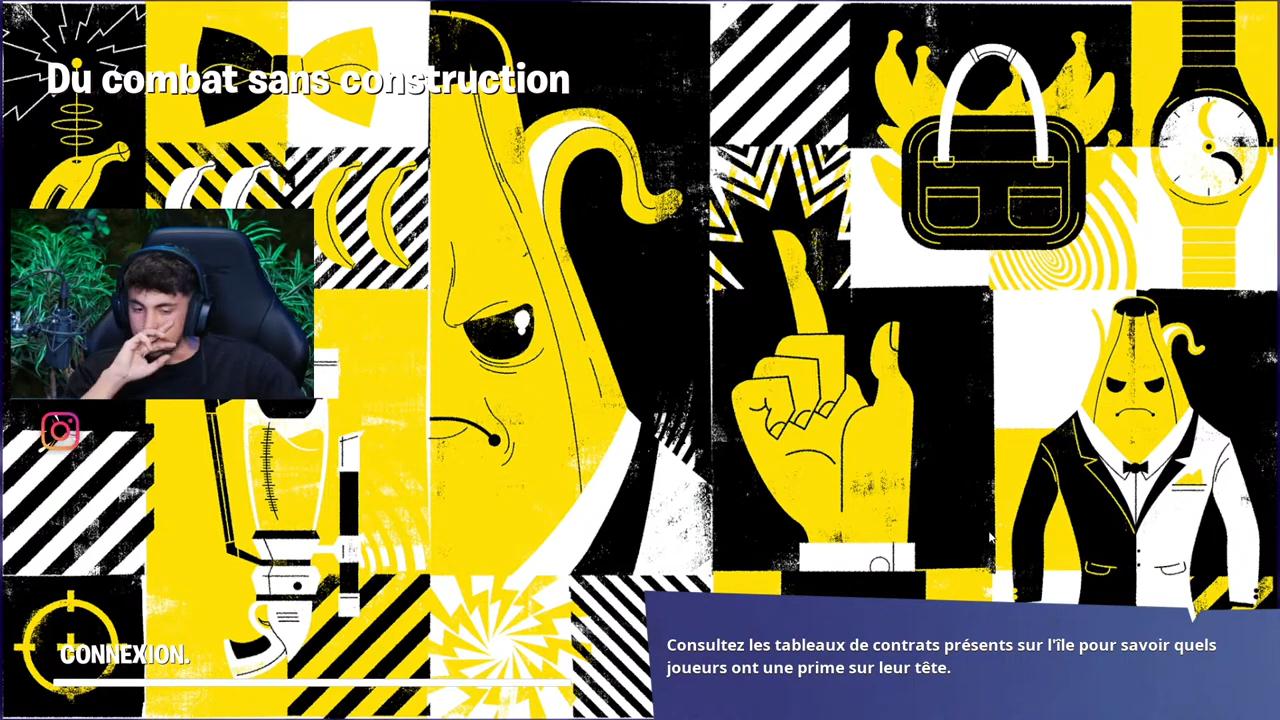 Du combat sans construction
CONNEXION.
Consultez les tableaux de contrats présents sur l'île pour savoir quels
joueurs ont une prime sur leur tête.